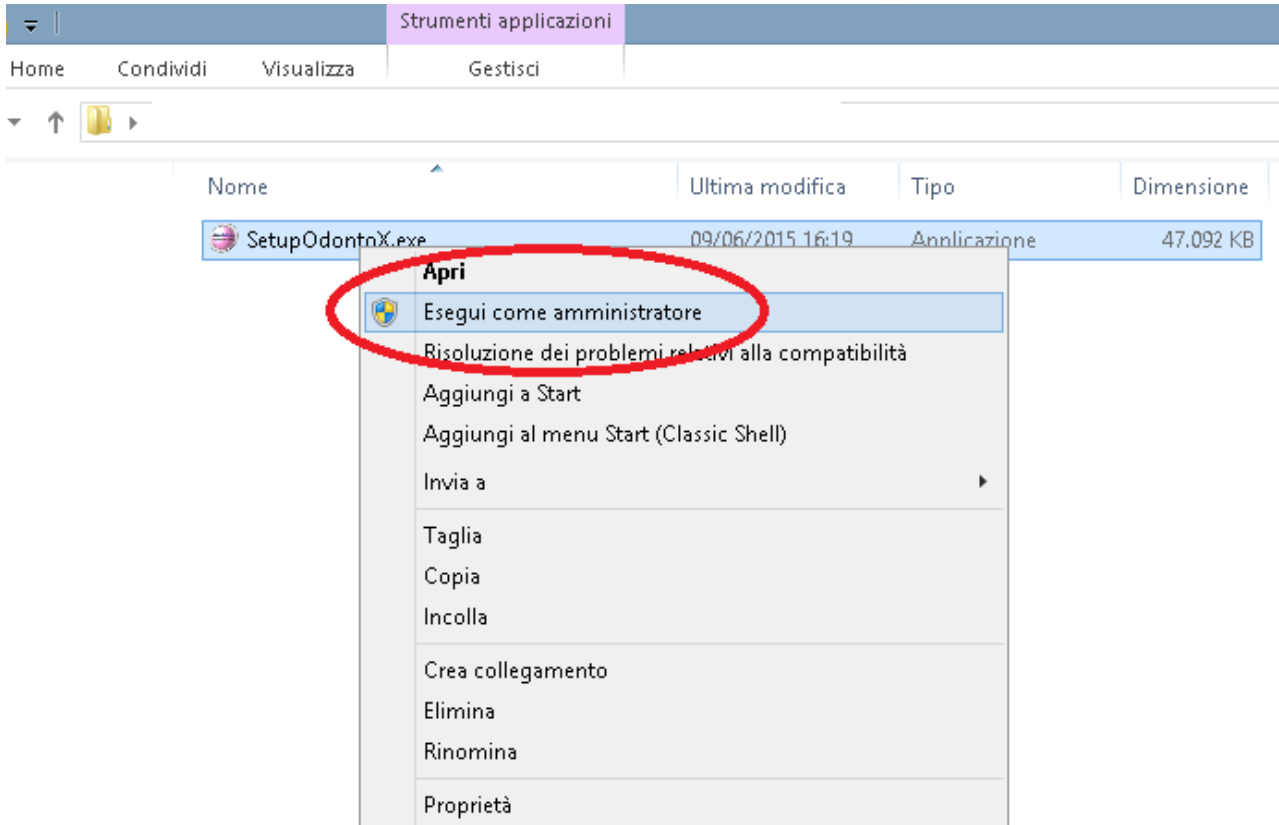 Strumenti applicazioni
Home Condividi Visualizza Gestisci
Nome Ultima modifica Tipo Dimensione
SetupOdontoX.exe 09/06/2015 16:19 Applicazione 47.092 KB
Apri
Esegui come amministratore
Risoluzione dei problemi relativi alla compatibilità
Aggiungi a Start
Aggiungi al menu Start (Classic Shell)
Invia a
Taglia
Copia
Incolla
Crea collegamento
Elimina
Rinomina
Proprietà